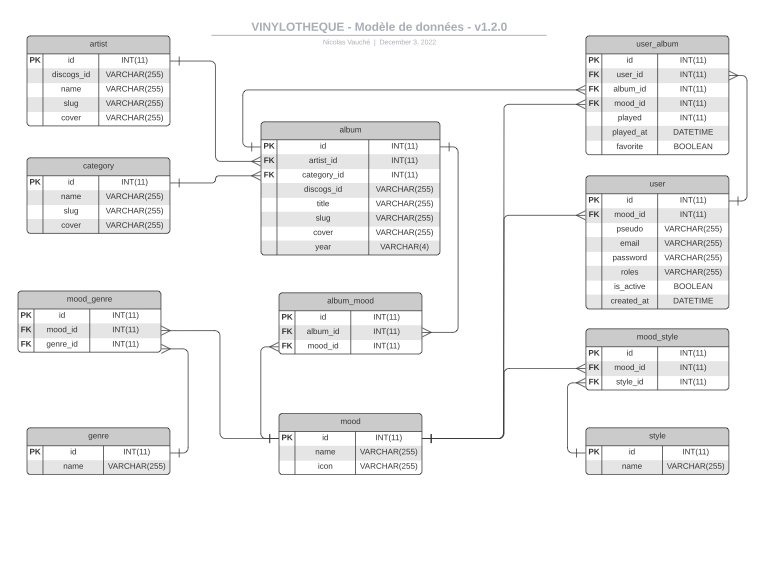 VINYLOTHEQUE - Modèle de données - v1.2.0
Nicolas Vauché | December 3, 2022
artist
PK id INT(11)
discogs_id VARCHAR(255)
name VARCHAR(255)
slug VARCHAR(255)
cover VARCHAR(255)
category
PK id INT(11)
name VARCHAR(255)
slug VARCHAR(255)
cover VARCHAR(255)
album
PK id INT(11)
FK artist_id INT(11)
FK category_id INT(11)
discogs_id VARCHAR(255)
title VARCHAR(255)
slug VARCHAR(255)
cover VARCHAR(255)
year VARCHAR(4)
user_album
PK id INT(11)
FK user_id INT(11)
FK album_id INT(11)
FK mood_id INT(11)
played INT(11)
played_at DATETIME
favorite BOOLEAN
user
PK id INT(11)
FK mood_id INT(11)
pseudo VARCHAR(255)
email VARCHAR(255)
password VARCHAR(255)
roles VARCHAR(255)
is_active BOOLEAN
created_at DATETIME
mood_genre
PK id INT(11)
FK mood_id INT(11)
FK genre_id INT(11)
album_mood
PK id INT(11)
FK album_id INT(11)
FK mood_id INT(11)
mood_style
PK id INT(11)
FK mood_id INT(11)
FK style_id INT(11)
genre
PK id INT(11)
name VARCHAR(255)
mood
PK id INT(11)
name VARCHAR(255)
icon VARCHAR(255)
style
PK id INT(11)
name VARCHAR(255)